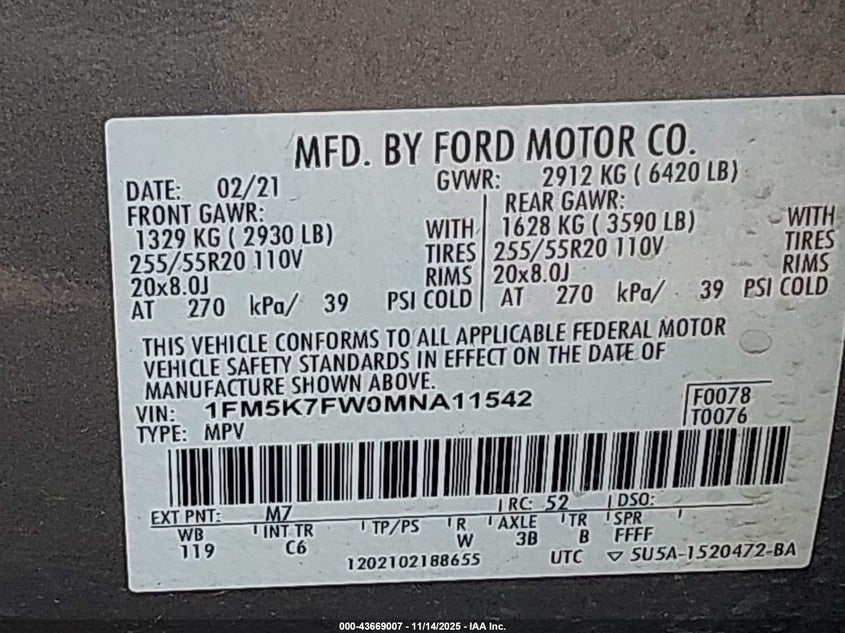 MFD. BY FORD MOTOR CO.
DATE: 02/21 GVWR: 2912 KG ( 6420 LB)
FRONT GAWR: REAR GAWR:
1329 KG ( 2930 LB) WITH 1628 KG ( 3590 LB) WITH
255/55R20 110V TIRES 255/55R20 110V TIRES
20x8.0J RIMS 20x8.0J RIMS
AT 270 kPa/ 39 PSI COLD AT 270 kPa/ 39 PSI COLD
THIS VEHICLE CONFORMS TO ALL APPLICABLE FEDERAL MOTOR
VEHICLE SAFETY STANDARDS IN EFFECT ON THE DATE OF
MANUFACTURE SHOWN ABOVE.
VIN: 1FM5K7FW0MNA11542 F0078
TYPE: MPV T0076
EXT PNT: M7 RC: 52 DSO:
WB INT TR TP/PS R AXLE TR SPR
119 C6 W 3B B FFFF
1202102188655 UTC ▽ 5U5A-1520472-BA
000-43669007 - 11/14/2025 - IAA Inc.